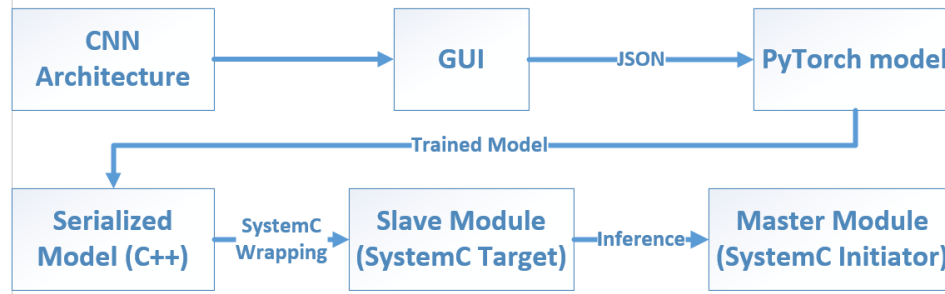 CNN
Architecture
GUI
JSON
PyTorch model
Trained Model
Serialized
Model (C++)
SystemC
Wrapping
Slave Module
(SystemC Target)
Inference
Master Module
(SystemC Initiator)